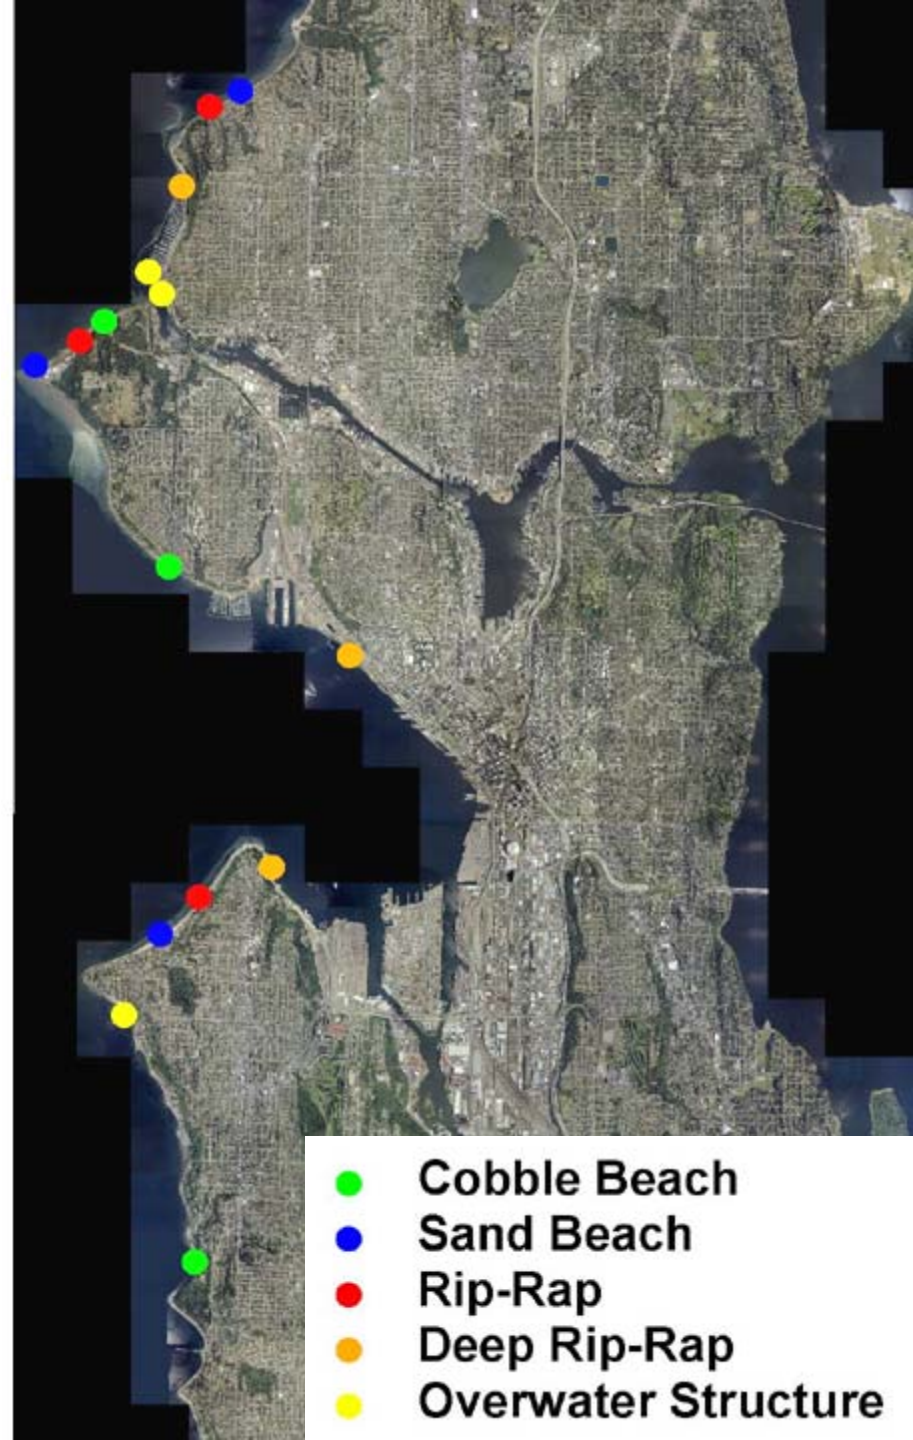 Cobble Beach
Sand Beach
Rip-Rap
Deep Rip-Rap
Overwater Structure